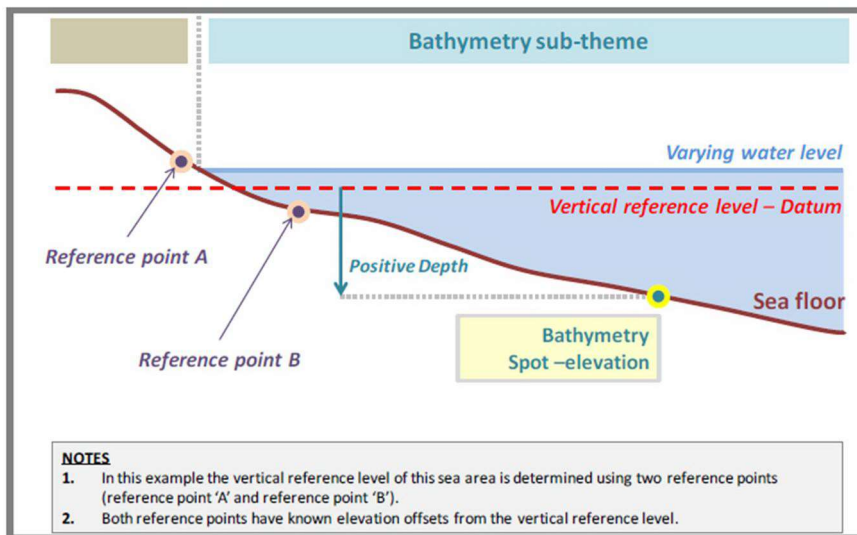 Bathymetry sub-theme
Varying water level
Vertical reference level – Datum
Reference point A
Positive Depth
Sea floor
Reference point B
Bathymetry
Spot –elevation
NOTES
1. In this example the vertical reference level of this sea area is determined using two reference points
(reference point ‘A’ and reference point ‘B’).
2. Both reference points have known elevation offsets from the vertical reference level.